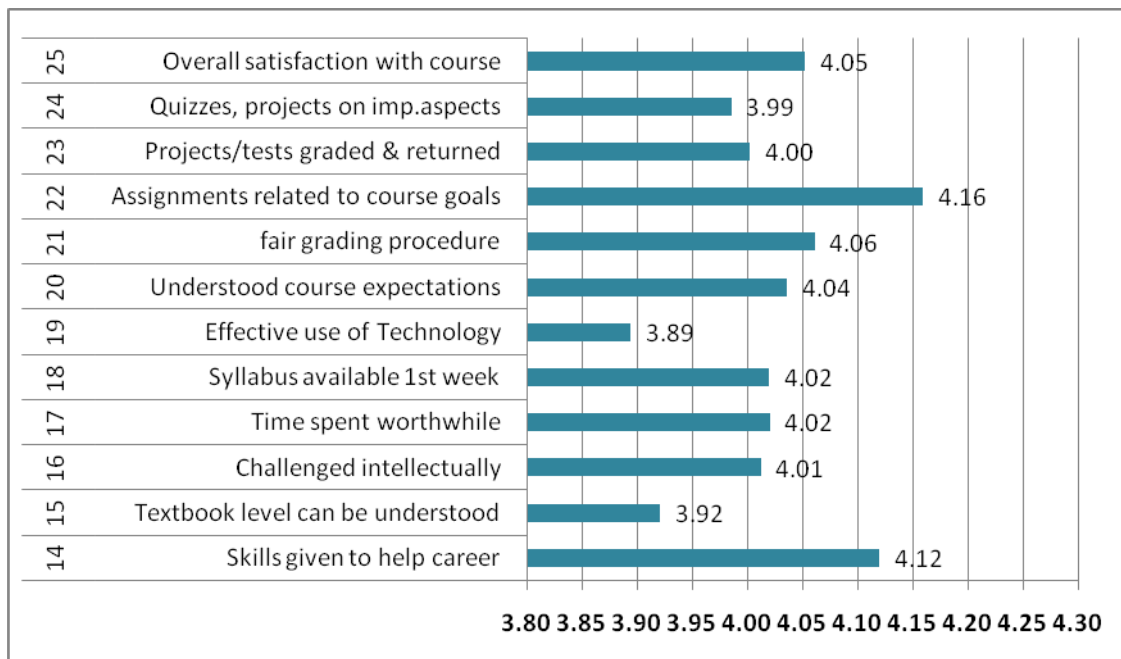 25 Overall satisfaction with course 4.05
24 Quizzes, projects on imp.aspects 3.99
23 Projects/tests graded & returned 4.00
22 Assignments related to course goals 4.16
21 fair grading procedure 4.06
20 Understood course expectations 4.04
19 Effective use of Technology 3.89
18 Syllabus available 1st week 4.02
17 Time spent worthwhile 4.02
16 Challenged intellectually 4.01
15 Textbook level can be understood 3.92
14 Skills given to help career 4.12
3.80 3.85 3.90 3.95 4.00 4.05 4.10 4.15 4.20 4.25 4.30